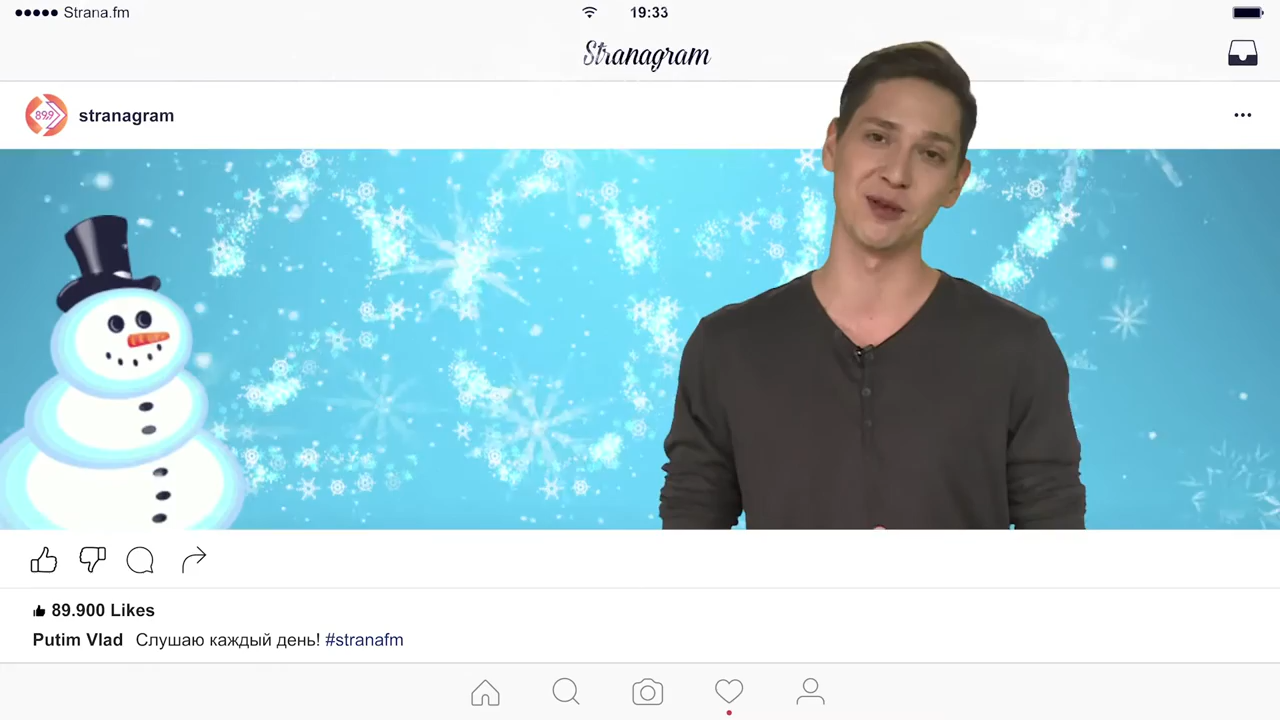 Strana.fm
19:33
Stranagram
89.9
stranagram
89.900 Likes
Putim Vlad Слушаю каждый день! #stranafm